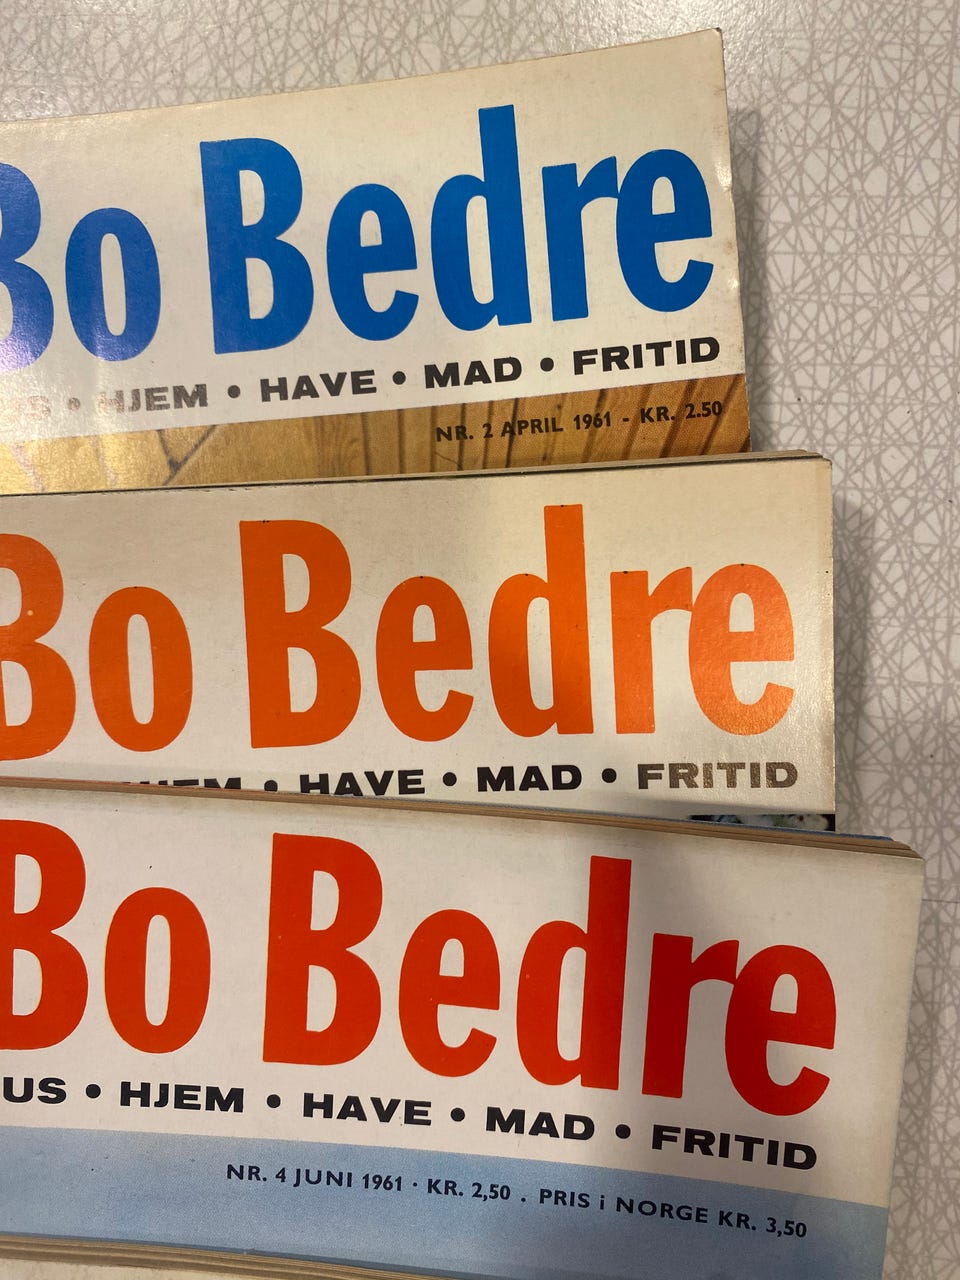 Bo Bedre
HJEM • HAVE • MAD • FRITID
NR. 2 APRIL 1961 - KR. 2.50
Bo Bedre
HJEM • HAVE • MAD • FRITID
Bo Bedre
US • HJEM • HAVE • MAD • FRITID
NR. 4 JUNI 1961 · KR. 2,50 . PRIS i NORGE KR. 3,50